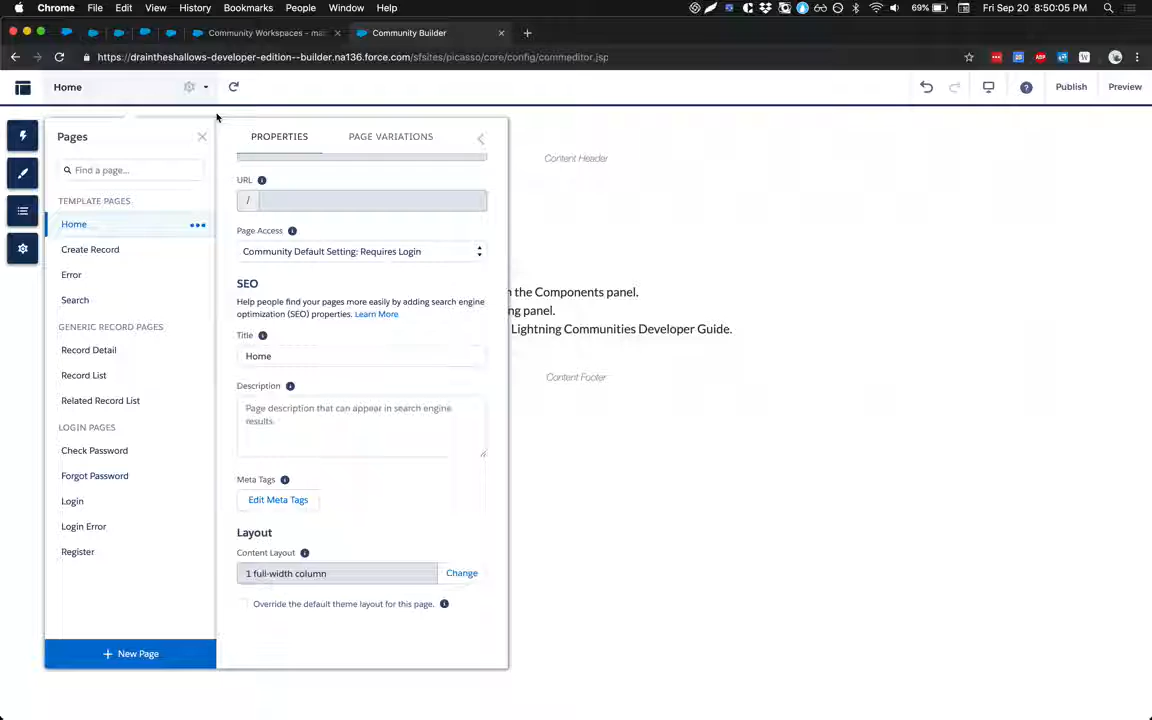 Chrome File Edit View History Bookmarks People Window Help 69% Fri Sep 20 8:50:05 PM
Community Workspaces - ma
Community Builder
https://draintheshallows-developer-edition--builder.na136.force.com/sfsites/picasso/core/config/commeditor.jsp
Home
Publish
Preview
Pages
Find a page...
TEMPLATE PAGES
Home
Create Record
Error
Search
GENERIC RECORD PAGES
Record Detail
Record List
Related Record List
LOGIN PAGES
Check Password
Forgot Password
Login
Login Error
Register
+ New Page
PROPERTIES
PAGE VARIATIONS
URL
/
Page Access
Community Default Setting: Requires Login
SEO
Help people find your pages more easily by adding search engine
optimization (SEO) properties. Learn More
Title
Home
Description
Page description that can appear in search engine
results.
Meta Tags
Edit Meta Tags
Layout
Content Layout
1 full-width column
Change
Override the default theme layout for this page.
Content Header
the Components panel.
panel.
Lightning Communities Developer Guide.
Content Footer